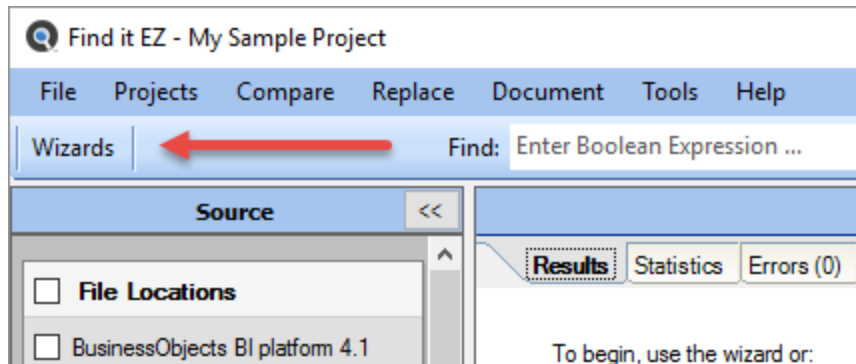 Find it EZ - My Sample Project
File Projects Compare Replace Document Tools Help
Wizards Find: Enter Boolean Expression ...
Source <<
Results Statistics Errors (0)
File Locations
BusinessObjects BI platform 4.1
To begin, use the wizard or: